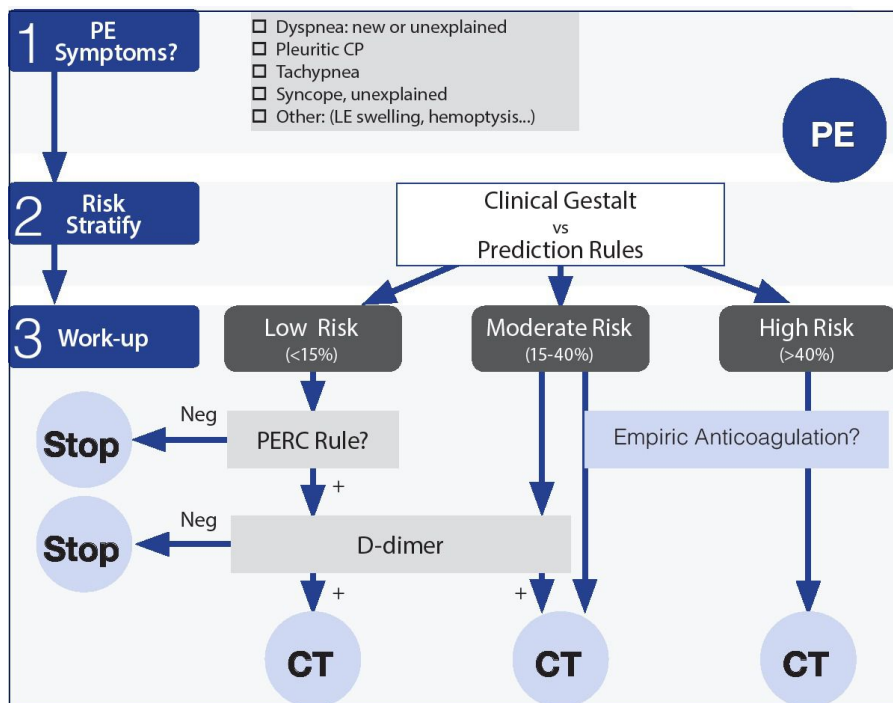 1
PE
Symptoms?
☐ Dyspnea: new or unexplained
☐ Pleuritic CP
☐ Tachypnea
☐ Syncope, unexplained
☐ Other: (LE swelling, hemoptysis...)
PE
2
Risk
Stratify
Clinical Gestalt
vs
Prediction Rules
3
Work-up
Low Risk
(<15%)
Moderate Risk
(15-40%)
High Risk
(>40%)
Stop
Neg
PERC Rule?
Empiric Anticoagulation?
+
Stop
Neg
D-dimer
+
+
CT
CT
CT